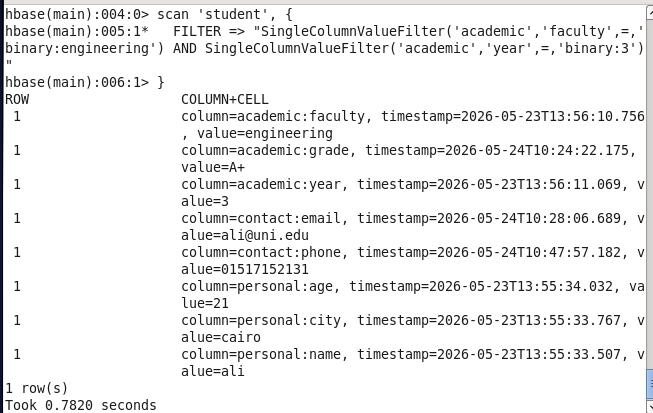 hbase(main):004:0> scan 'student', {
hbase(main):005:1*   FILTER => "SingleColumnValueFilter('academic','faculty',=,'
binary:engineering') AND SingleColumnValueFilter('academic','year',=,'binary:3')
"
hbase(main):006:1> }
ROW                   COLUMN+CELL
 1                    column=academic:faculty, timestamp=2026-05-23T13:56:10.756
                      , value=engineering
 1                    column=academic:grade, timestamp=2026-05-24T10:24:22.175,
                      value=A+
 1                    column=academic:year, timestamp=2026-05-23T13:56:11.069, v
                      alue=3
 1                    column=contact:email, timestamp=2026-05-24T10:28:06.689, v
                      alue=ali@uni.edu
 1                    column=contact:phone, timestamp=2026-05-24T10:47:57.182, v
                      alue=01517152131
 1                    column=personal:age, timestamp=2026-05-23T13:55:34.032, va
                      lue=21
 1                    column=personal:city, timestamp=2026-05-23T13:55:33.767, v
                      alue=cairo
 1                    column=personal:name, timestamp=2026-05-23T13:55:33.507, v
                      alue=ali
1 row(s)
Took 0.7820 seconds